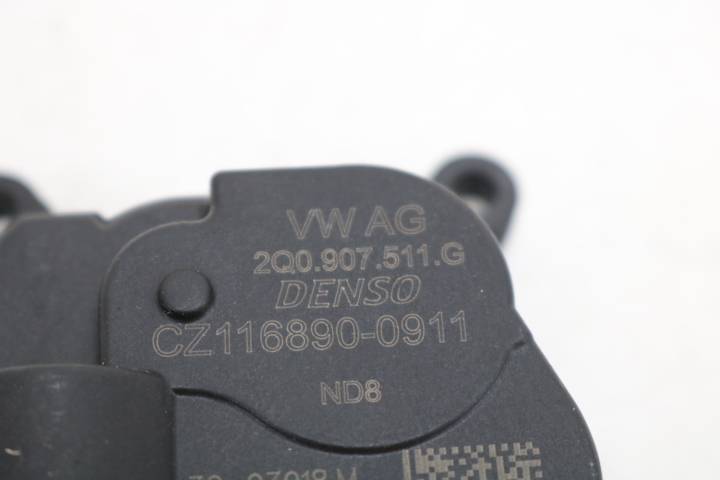 VW AG
2Q0.907.511.G
DENSO
CZ116890-0911
ND8